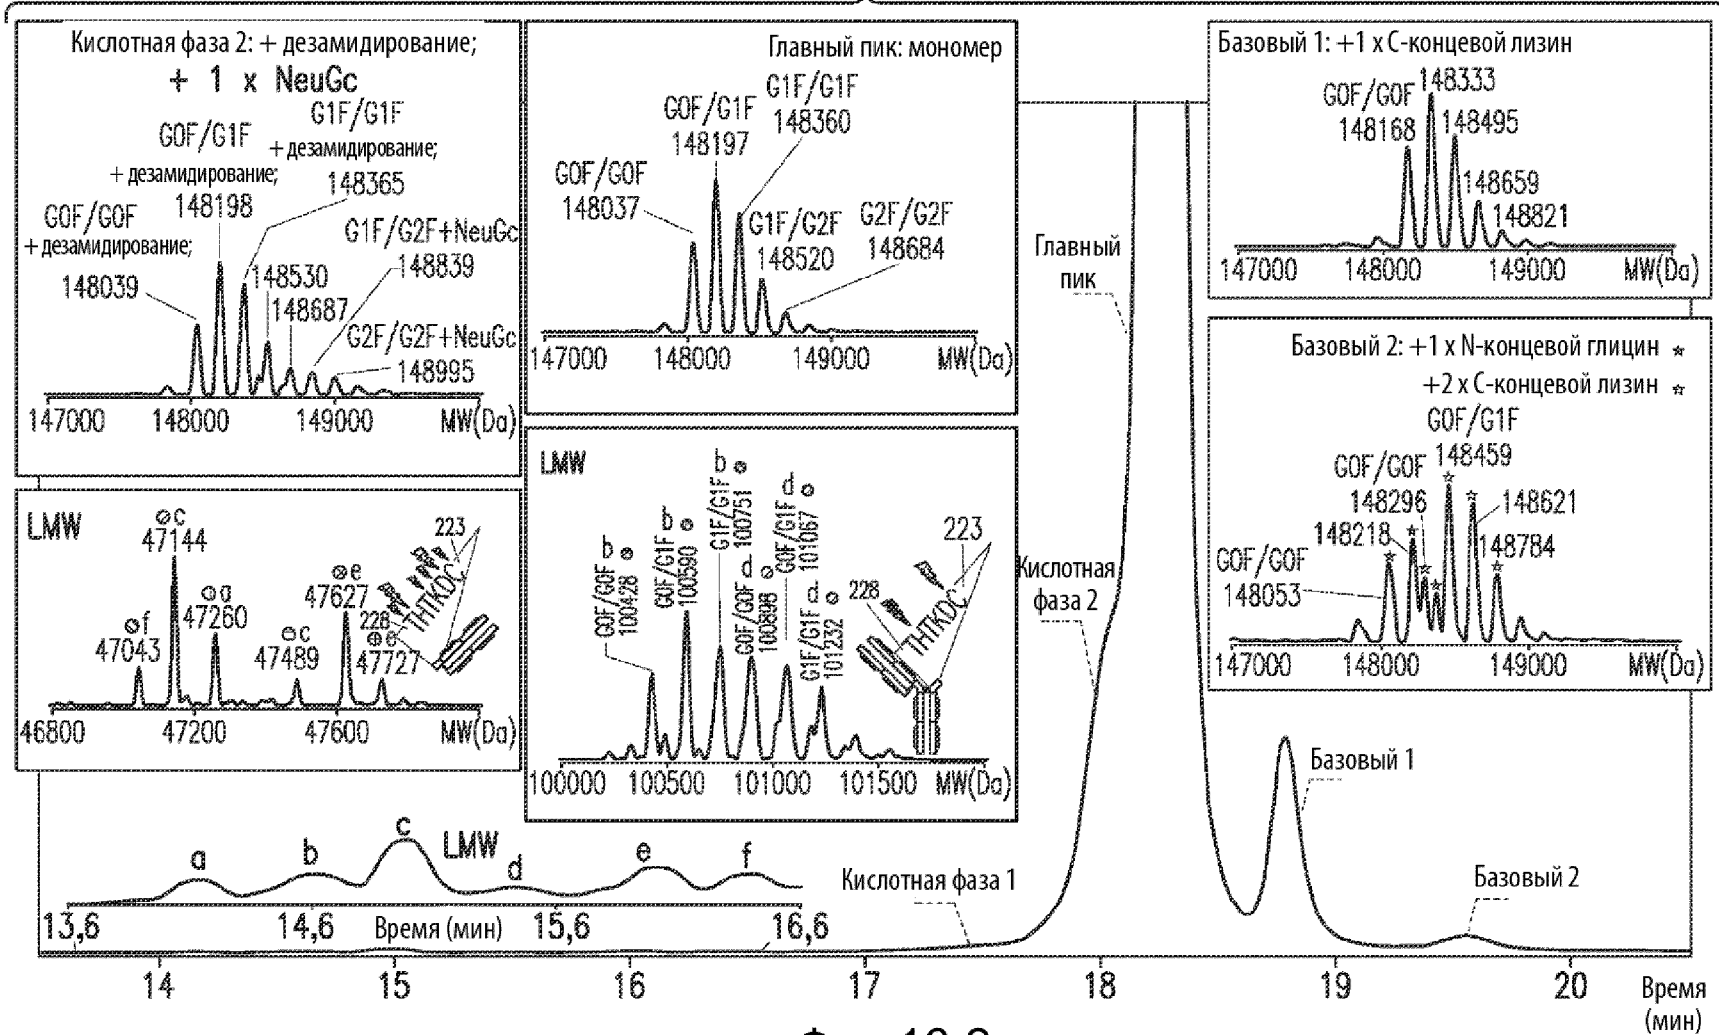 Кислотная фаза 2: + дезамидирование;
+ 1 x NeuGc
G1F/G1F
+ дезамидирование;
148365
G0F/G1F
+ дезамидирование;
148198
G0F/G0F
+ дезамидирование;
148039
148530
148687
G1F/G2F+NeuGc
148839
G2F/G2F+NeuGc
148995
147000 148000 149000 MW(Da)
Главный пик: мономер
G0F/G0F
148037
G0F/G1F
148197
G1F/G1F
148360
G1F/G2F
148520
G2F/G2F
148684
147000 148000 149000 MW(Da)
Базовый 1: +1 x C-концевой лизин
G0F/G0F
148168
148333
148495
148659
148821
147000 148000 149000 MW(Da)
Базовый 2: +1 x N-концевой глицин ☆
+2 x C-концевой лизин ☆
G0F/G1F
148459
G0F/G0F
148296
148218
G0F/G0F
148053
148621
148784
147000 148000 149000 MW(Da)
LMW
f
47043
c
47144
a
47260
c
47489
e
47627
e
47727
223
228
THTKDC
46800 47200 47600 MW(Da)
LMW
G0F/G0F b
100428
G0F/G1F b
100590
G1F/G1F b
100751
G0F/G0F d
100898
G0F/G1F d
101067
G1F/G1F d
101232
223
228
THTKDC
100000 100500 101000 101500 MW(Da)
Главный
пик
Кислотная
фаза 2
Кислотная фаза 1
Базовый 1
Базовый 2
LMW
a b c d e f
13,6 14,6 Время (мин) 15,6 16,6
14 15 16 17 18 19 20 Время
(мин)